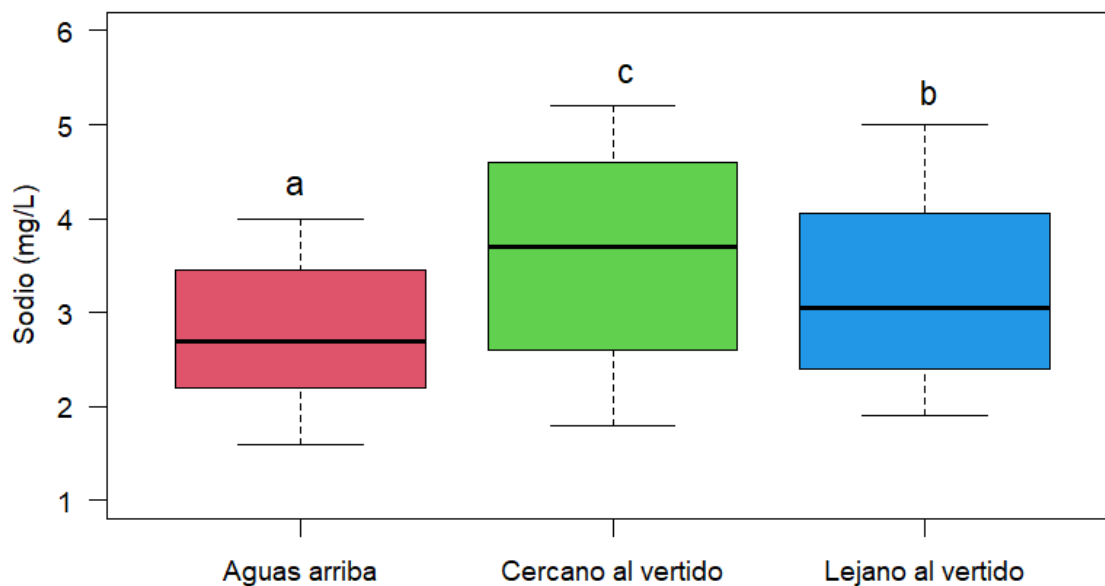 6
c
b
5
a
4
Sodio (mg/L)
3
2
1
Aguas arriba
Cercano al vertido
Lejano al vertido